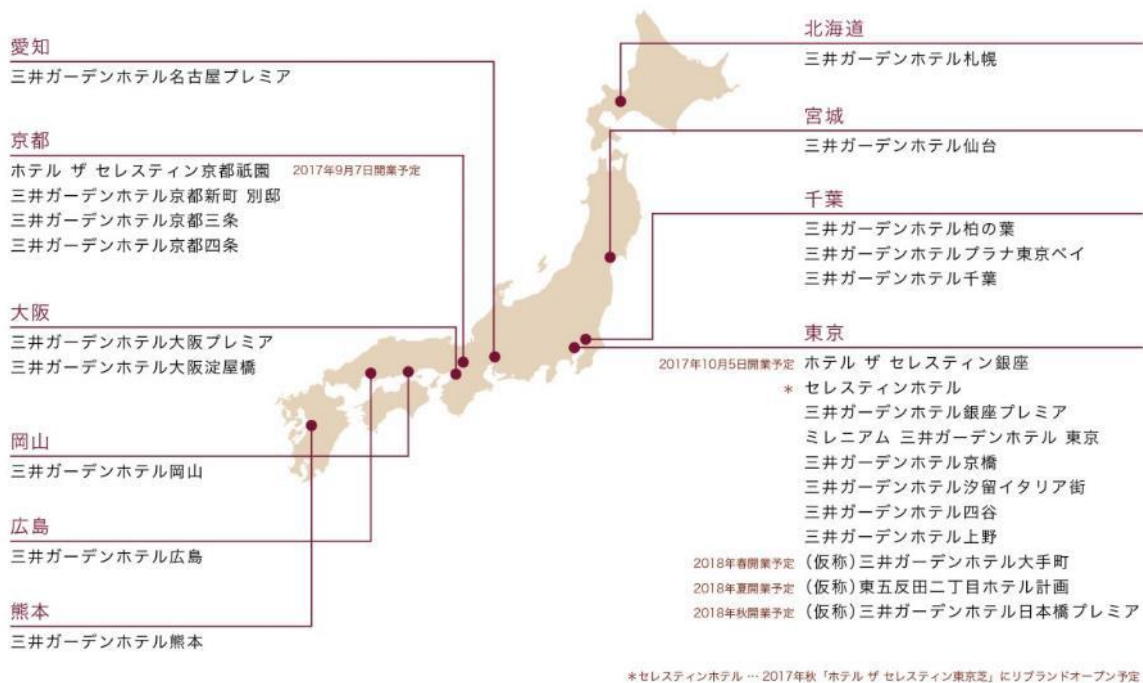 愛知
三井ガーデンホテル名古屋プレミア
京都
ホテル ザ セレスティン京都祇園 2017年9月7日開業予定
三井ガーデンホテル京都新町 別邸
三井ガーデンホテル京都三条
三井ガーデンホテル京都四条
大阪
三井ガーデンホテル大阪プレミア
三井ガーデンホテル大阪淀屋橋
岡山
三井ガーデンホテル岡山
広島
三井ガーデンホテル広島
熊本
三井ガーデンホテル熊本
北海道
三井ガーデンホテル札幌
宮城
三井ガーデンホテル仙台
千葉
三井ガーデンホテル柏の葉
三井ガーデンホテルプラナ東京ベイ
三井ガーデンホテル千葉
東京
2017年10月5日開業予定 ホテル ザ セレスティン銀座
* セレスティンホテル
三井ガーデンホテル銀座プレミア
ミレニアム 三井ガーデンホテル 東京
三井ガーデンホテル京橋
三井ガーデンホテル汐留イタリア街
三井ガーデンホテル四谷
三井ガーデンホテル上野
2018年春開業予定 (仮称)三井ガーデンホテル大手町
2018年夏開業予定 (仮称)東五反田二丁目ホテル計画
2018年秋開業予定 (仮称)三井ガーデンホテル日本橋プレミア
*セレスティンホテル … 2017年秋「ホテル ザ セレスティン東京芝」にリブランドオープン予定